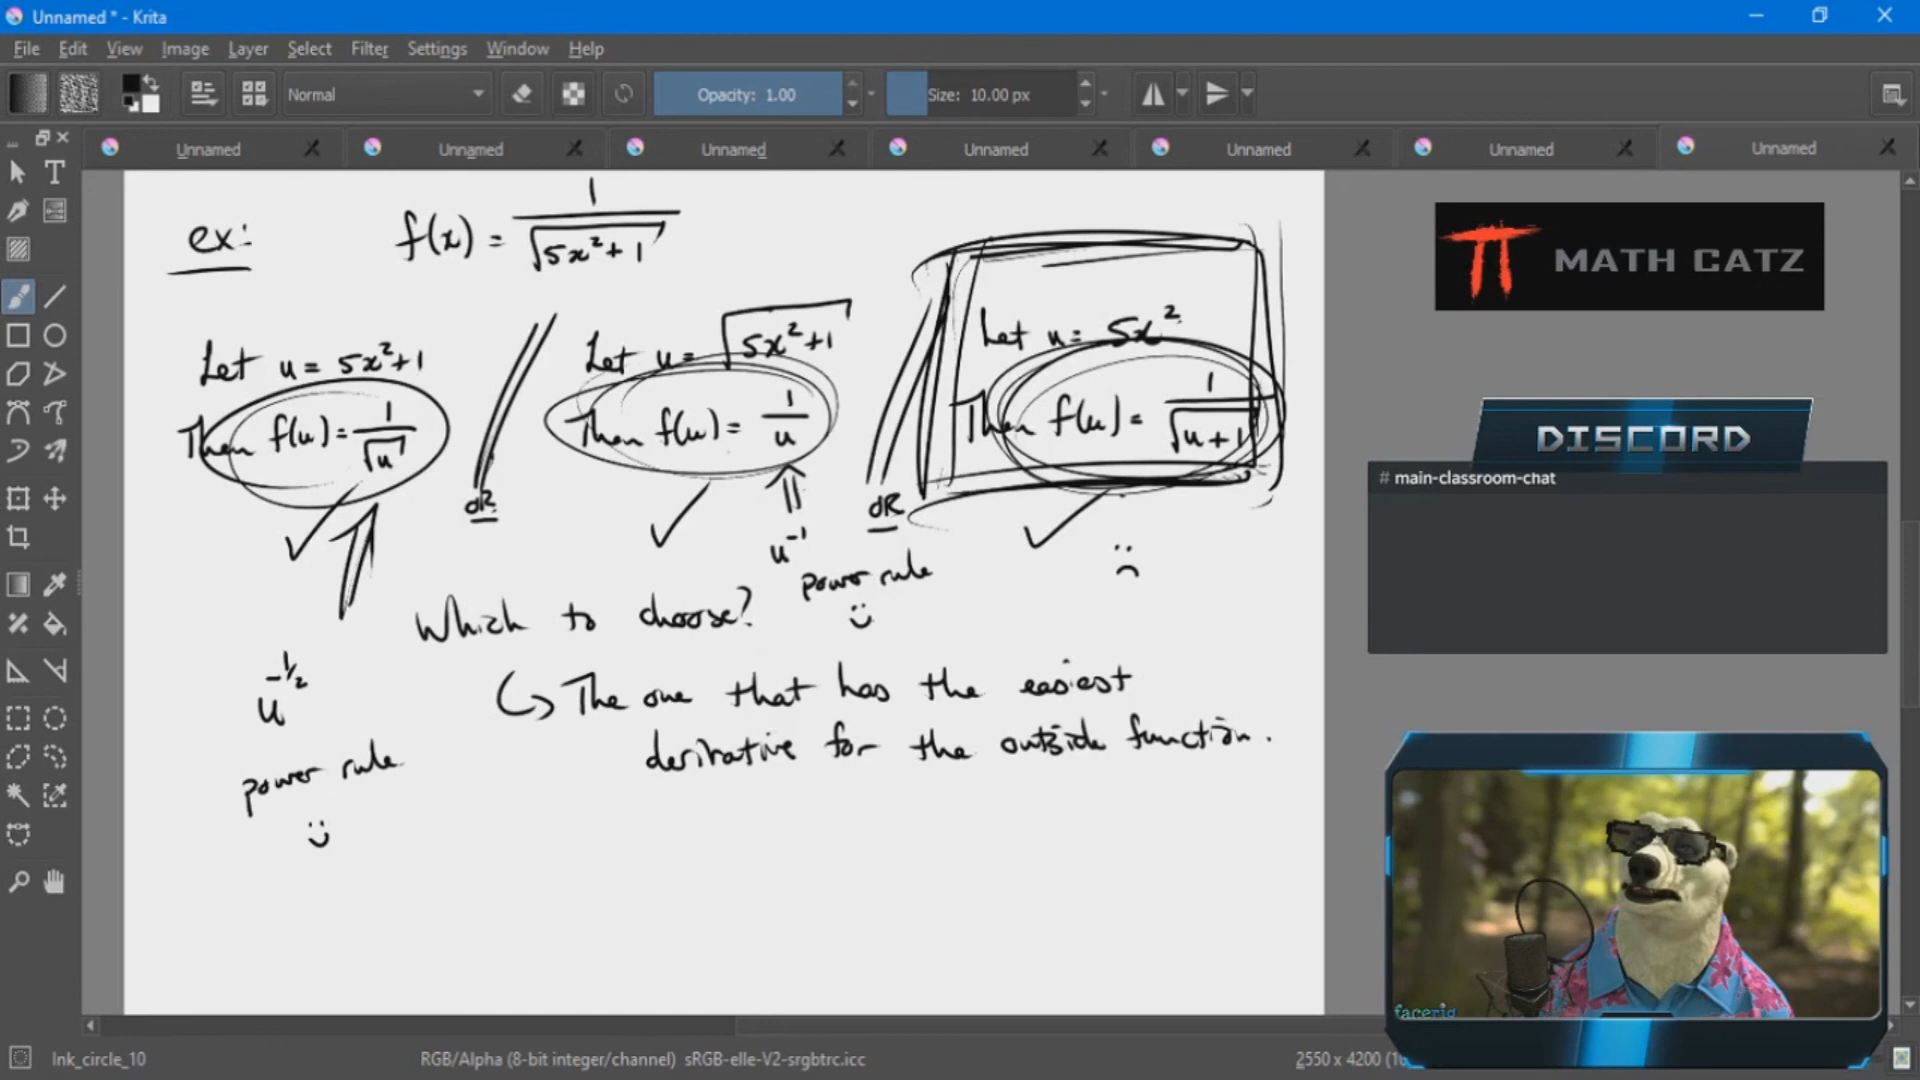 Unnamed * - Krita
File Edit View Image Layer Select Filter Settings Window Help
Normal
Opacity: 1.00
Size: 10.00 px
Unnamed Unnamed Unnamed Unnamed Unnamed Unnamed Unnamed
ex: f(x) = 1/√(5x²+1)
Let u = 5x²+1
Then f(u) = 1/√u
u^(-1/2)
power rule
oR
Let u = √(5x²+1)
Then f(u) = 1/u
u⁻¹
power rule
oR
Let u = 5x²
Then f(u) = 1/√(u+1)
Which to choose?
The one that has the easiest
derivative for the outside function.
MATH CATZ
DISCORD
# main-classroom-chat
facerig
Ink_circle_10
RGB/Alpha (8-bit integer/channel) sRGB-elle-V2-srgbtrc.icc
2550 x 4200 (1